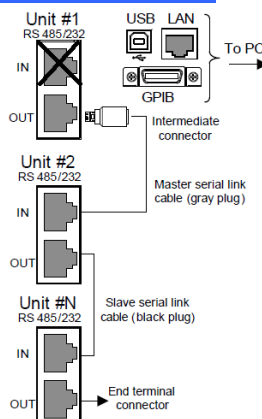 Unit #1
RS 485/232
IN
OUT
USB LAN
GPIB
To PC
Intermediate
connector
Unit #2
RS 485/232
IN
OUT
Master serial link
cable (gray plug)
Unit #N
RS 485/232
IN
OUT
Slave serial link
cable (black plug)
End terminal
connector